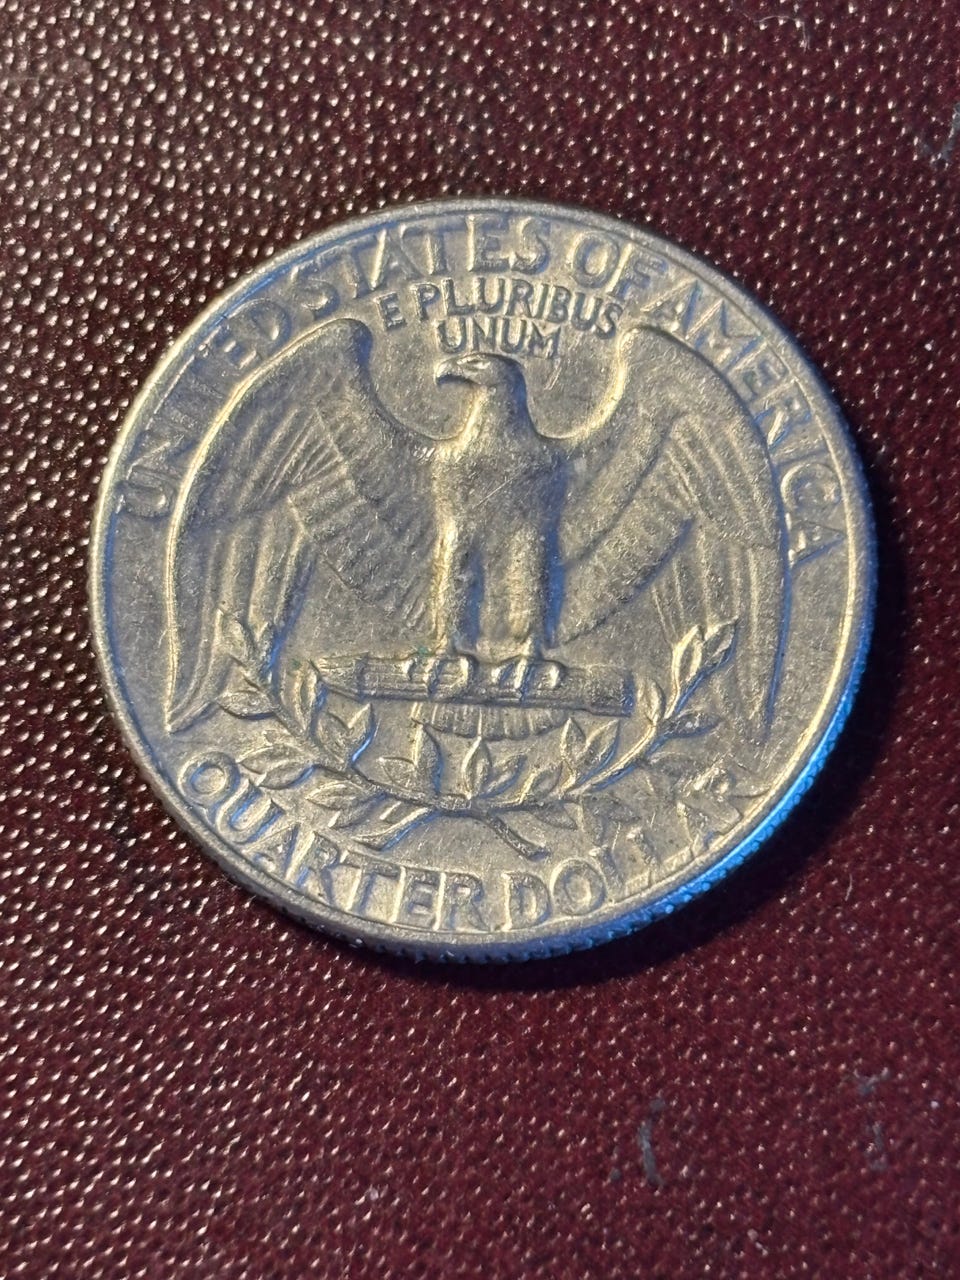 UNITED STATES OF AMERICA
E PLURIBUS
UNUM
QUARTER DOLLAR